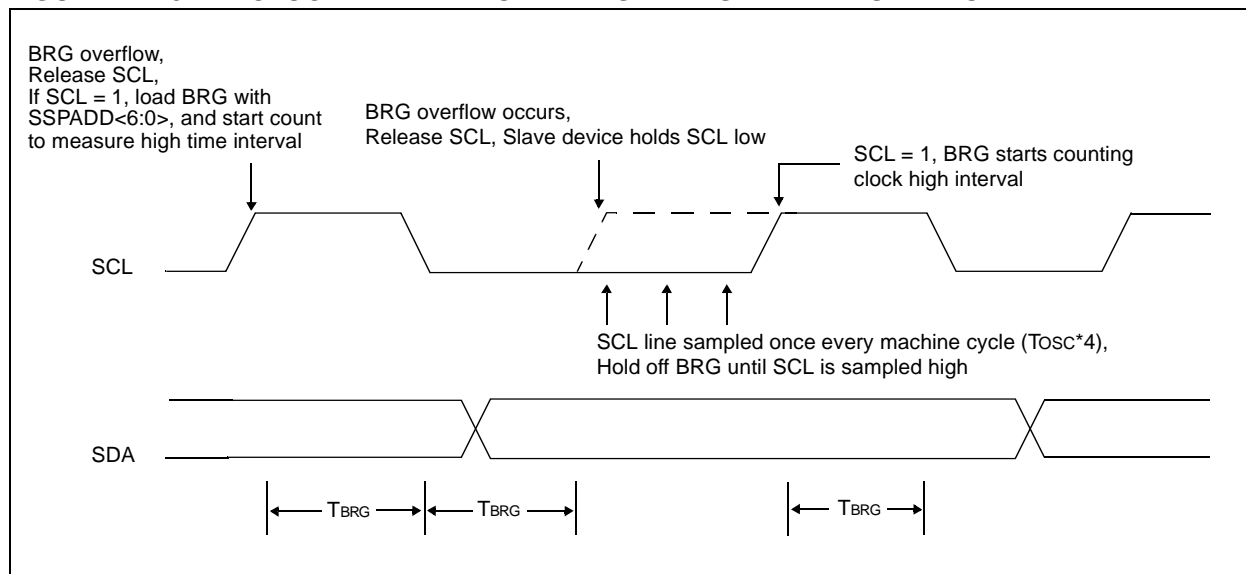 BRG overflow,
Release SCL,
If SCL = 1, load BRG with
SSPADD<6:0>, and start count
to measure high time interval
BRG overflow occurs,
Release SCL, Slave device holds SCL low
SCL = 1, BRG starts counting
clock high interval
SCL
SCL line sampled once every machine cycle (TOSC*4),
Hold off BRG until SCL is sampled high
SDA
TBRG
TBRG
TBRG